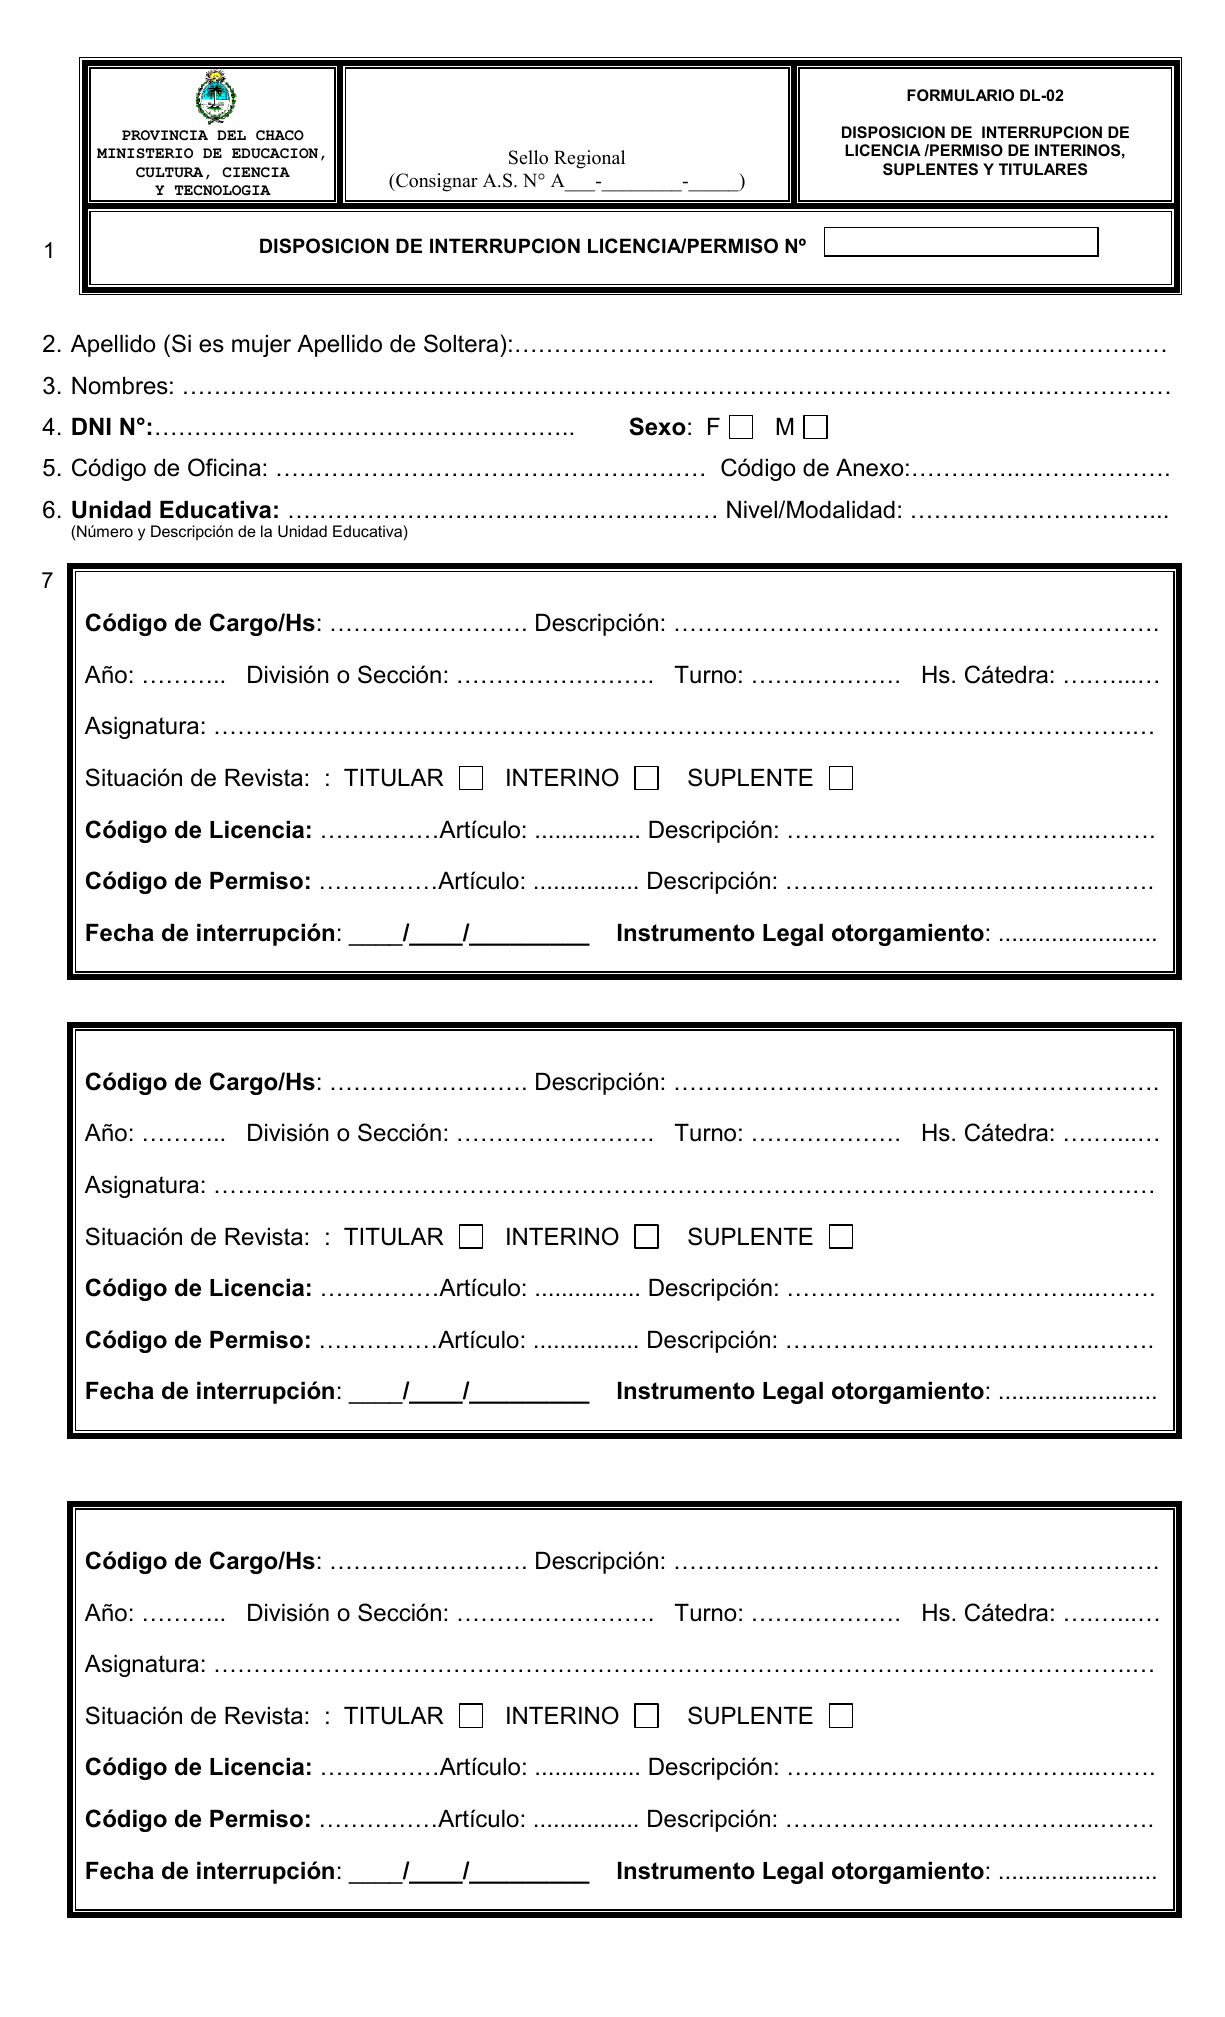 PROVINCIA DEL CHACO
MINISTERIO DE EDUCACION,
CULTURA, CIENCIA
Y TECNOLOGIA
Sello Regional
(Consignar A.S. N° A___-________-_____)
FORMULARIO DL-02
DISPOSICION DE INTERRUPCION DE
LICENCIA /PERMISO DE INTERINOS,
SUPLENTES Y TITULARES
1
DISPOSICION DE INTERRUPCION LICENCIA/PERMISO Nº
2. Apellido (Si es mujer Apellido de Soltera):………………………………………………………….……………
3. Nombres: …………….…………………………………………………………………………….……………
4. DNI N°:…………………………………………….. Sexo: F M
5. Código de Oficina: ……………………………………………… Código de Anexo:…………..……………….
6. Unidad Educativa: ……………………………………………… Nivel/Modalidad: …………….……………...
(Número y Descripción de la Unidad Educativa)
7
Código de Cargo/Hs: ……………………. Descripción: …………………………………………………….
Año: ……….. División o Sección: ……………………. Turno: ………………. Hs. Cátedra: ….…...…
Asignatura: …………………………………………………………………………………………………….…
Situación de Revista: : TITULAR INTERINO SUPLENTE
Código de Licencia: ……………Artículo: ................ Descripción: ………………………………...…….
Código de Permiso: ……………Artículo: ................ Descripción: ………………………………...…….
Fecha de interrupción: ____/____/_________ Instrumento Legal otorgamiento: ........................
Código de Cargo/Hs: ……………………. Descripción: …………………………………………………….
Año: ……….. División o Sección: ……………………. Turno: ………………. Hs. Cátedra: ….…...…
Asignatura: …………………………………………………………………………………………………….…
Situación de Revista: : TITULAR INTERINO SUPLENTE
Código de Licencia: ……………Artículo: ................ Descripción: ………………………………...…….
Código de Permiso: ……………Artículo: ................ Descripción: ………………………………...…….
Fecha de interrupción: ____/____/_________ Instrumento Legal otorgamiento: ........................
Código de Cargo/Hs: ……………………. Descripción: …………………………………………………….
Año: ……….. División o Sección: ……………………. Turno: ………………. Hs. Cátedra: ….…...…
Asignatura: …………………………………………………………………………………………………….…
Situación de Revista: : TITULAR INTERINO SUPLENTE
Código de Licencia: ……………Artículo: ................ Descripción: ………………………………...…….
Código de Permiso: ……………Artículo: ................ Descripción: ………………………………...…….
Fecha de interrupción: ____/____/_________ Instrumento Legal otorgamiento: ........................